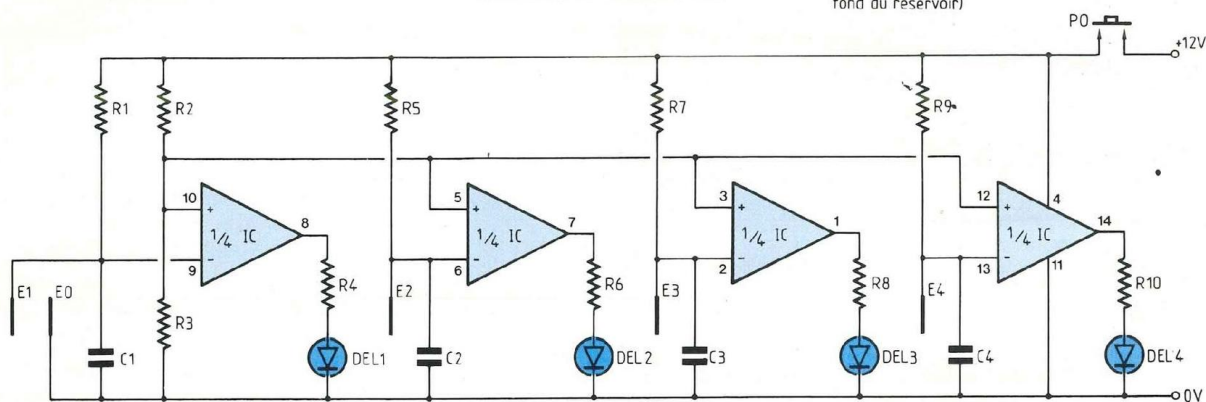 fond du réservoir)
PO
+12V
R1
R2
R5
R7
R9
10
+
8
1/4 IC
9
-
5
+
7
1/4 IC
6
-
3
+
1
1/4 IC
2
-
12
+
4
14
1/4 IC
13
-
11
E1
E0
R3
R4
E2
R6
E3
R8
E4
R10
C1
DEL1
C2
DEL2
C3
DEL3
C4
DEL4
0V